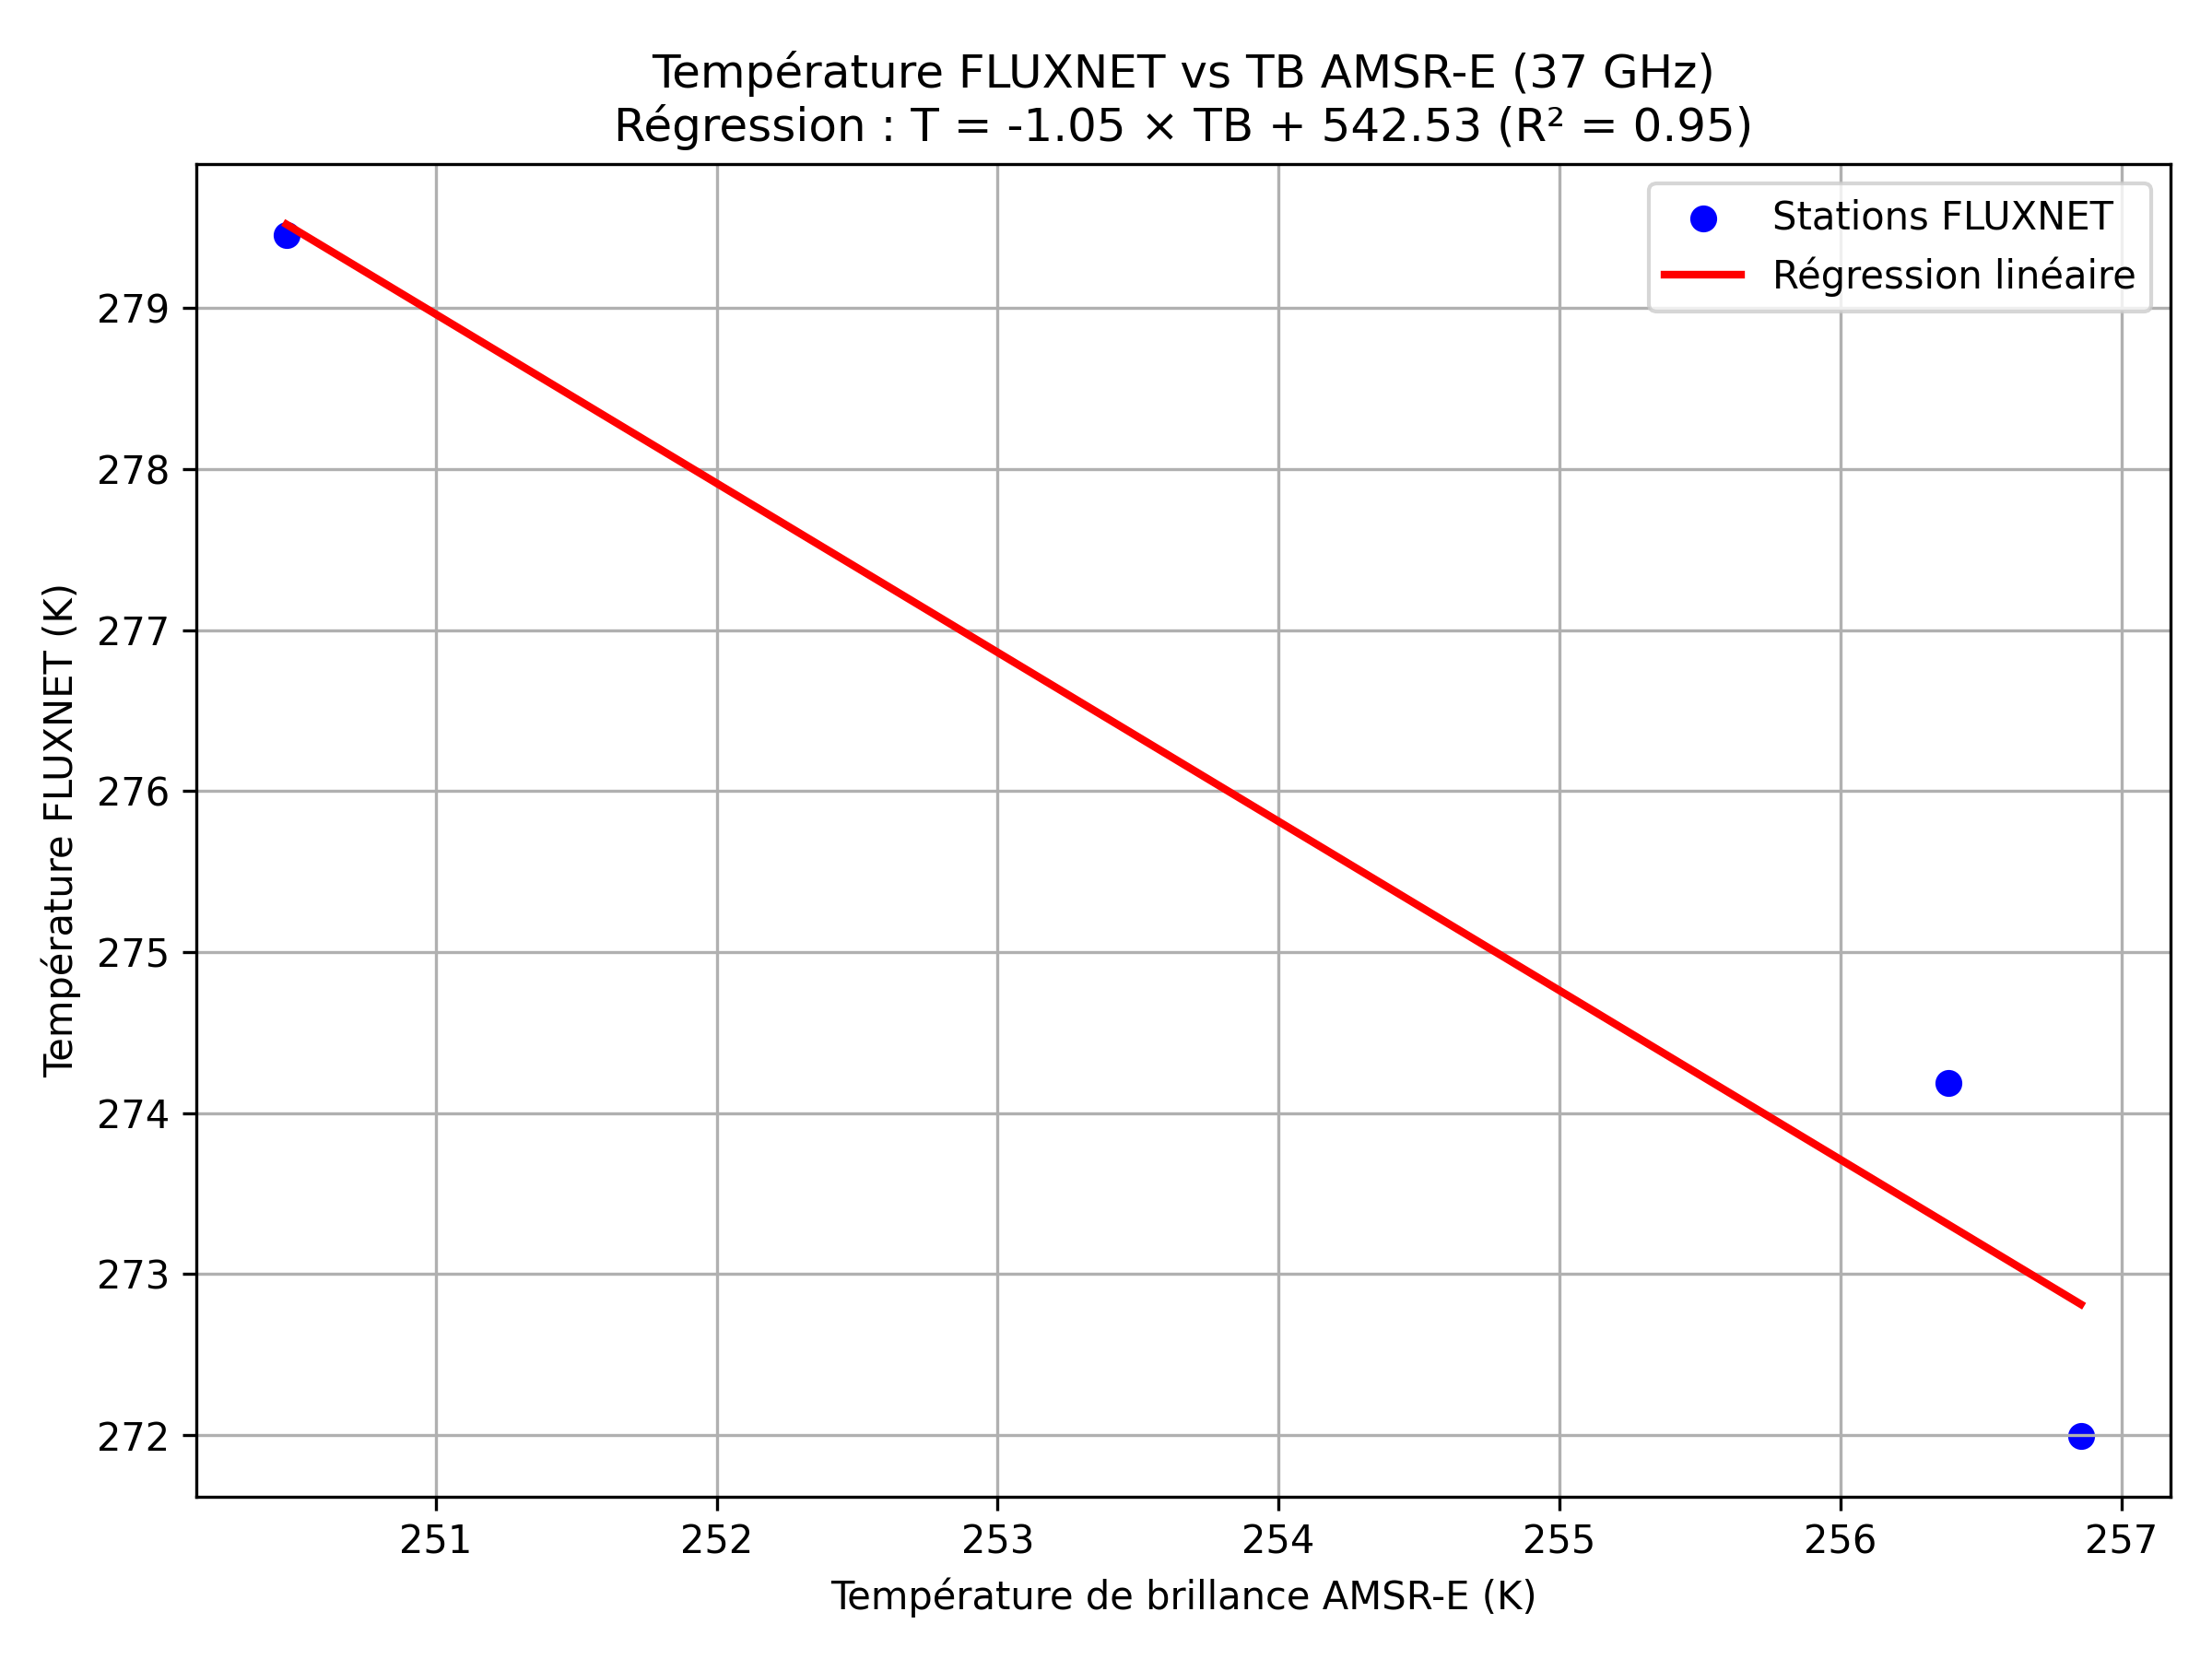 Température FLUXNET vs TB AMSR-E (37 GHz)
Régression : T = -1.05 × TB + 542.53 (R² = 0.95)
Stations FLUXNET
Régression linéaire
Température FLUXNET (K)
279
278
277
276
275
274
273
272
251 252 253 254 255 256 257
Température de brillance AMSR-E (K)